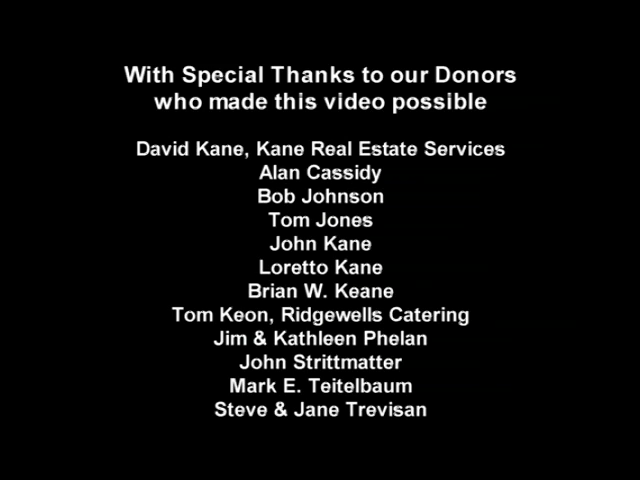 With Special Thanks to our Donors
who made this video possible
David Kane, Kane Real Estate Services
Alan Cassidy
Bob Johnson
Tom Jones
John Kane
Loretto Kane
Brian W. Keane
Tom Keon, Ridgewells Catering
Jim & Kathleen Phelan
John Strittmatter
Mark E. Teitelbaum
Steve & Jane Trevisan